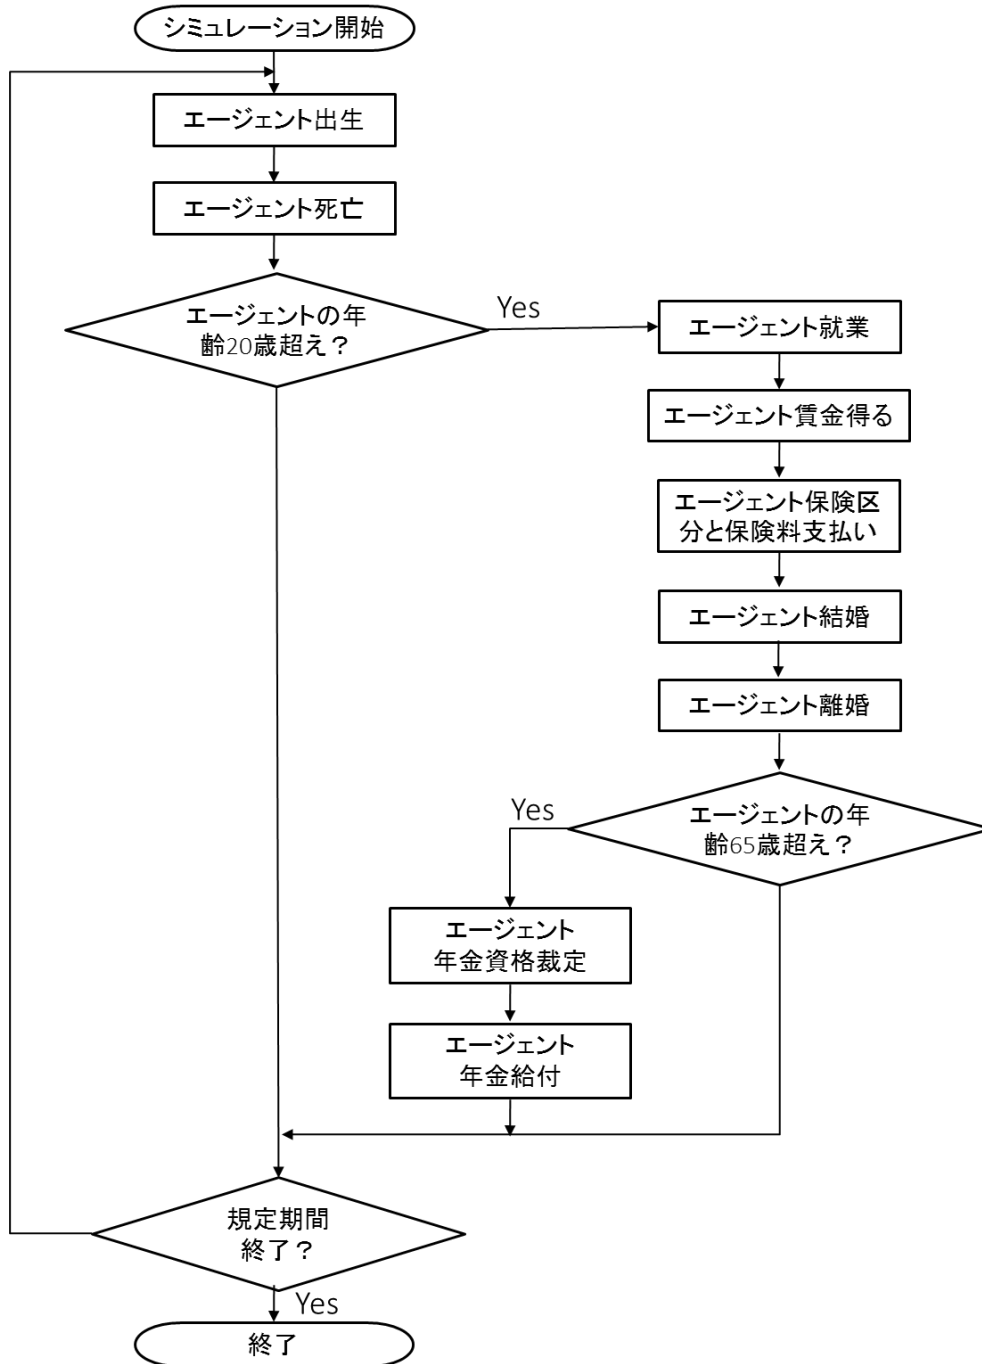 シミュレーション開始
エージェント出生
エージェント死亡
エージェントの年
齢20歳超え？
Yes
エージェント就業
エージェント賃金得る
エージェント保険区
分と保険料支払い
エージェント結婚
エージェント離婚
エージェントの年
齢65歳超え？
Yes
エージェント
年金資格裁定
エージェント
年金給付
規定期間
終了？
Yes
終了